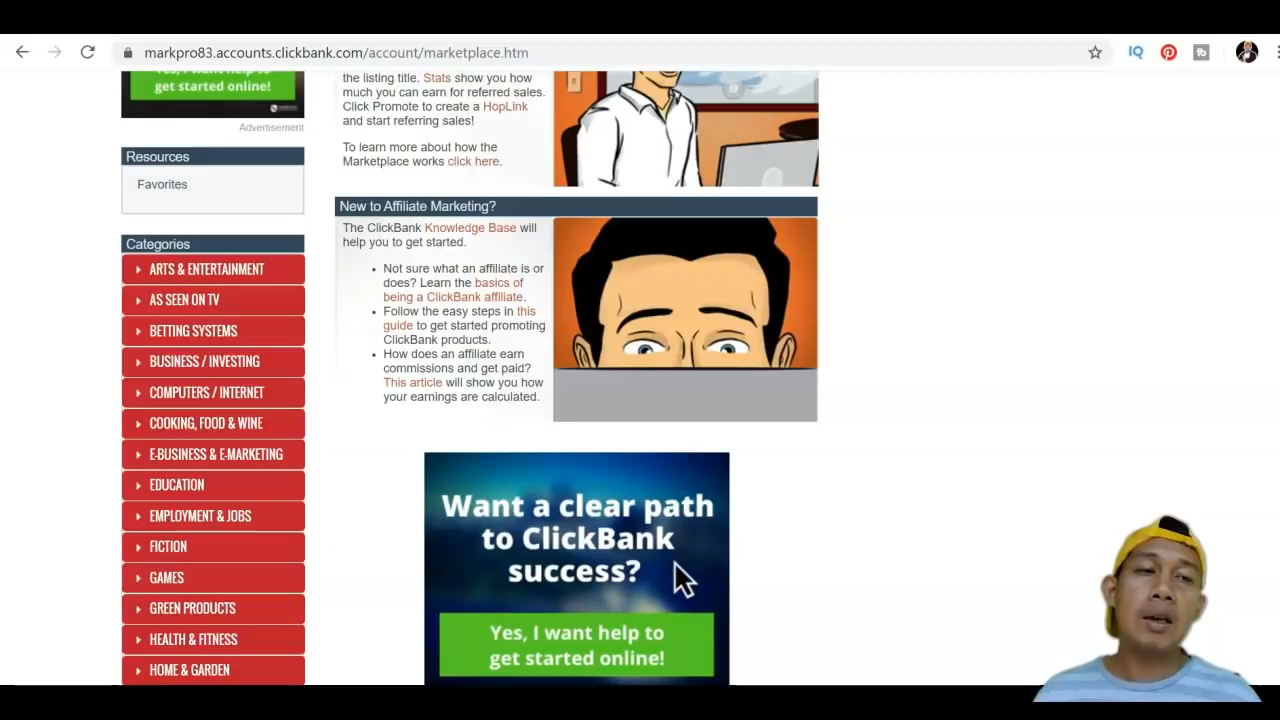 markpro83.accounts.clickbank.com/account/marketplace.htm
Yes, I want help to
get started online!
Advertisement
Resources
Favorites
Categories
ARTS & ENTERTAINMENT
AS SEEN ON TV
BETTING SYSTEMS
BUSINESS / INVESTING
COMPUTERS / INTERNET
COOKING, FOOD & WINE
E-BUSINESS & E-MARKETING
EDUCATION
EMPLOYMENT & JOBS
FICTION
GAMES
GREEN PRODUCTS
HEALTH & FITNESS
HOME & GARDEN
the listing title. Stats show you how
much you can earn for referred sales.
Click Promote to create a HopLink
and start referring sales!
To learn more about how the
Marketplace works click here.
New to Affiliate Marketing?
The ClickBank Knowledge Base will
help you to get started.
Not sure what an affiliate is or
does? Learn the basics of
being a ClickBank affiliate.
Follow the easy steps in this
guide to get started promoting
ClickBank products.
How does an affiliate earn
commissions and get paid?
This article will show you how
your earnings are calculated.
Want a clear path
to ClickBank
success?
Yes, I want help to
get started online!